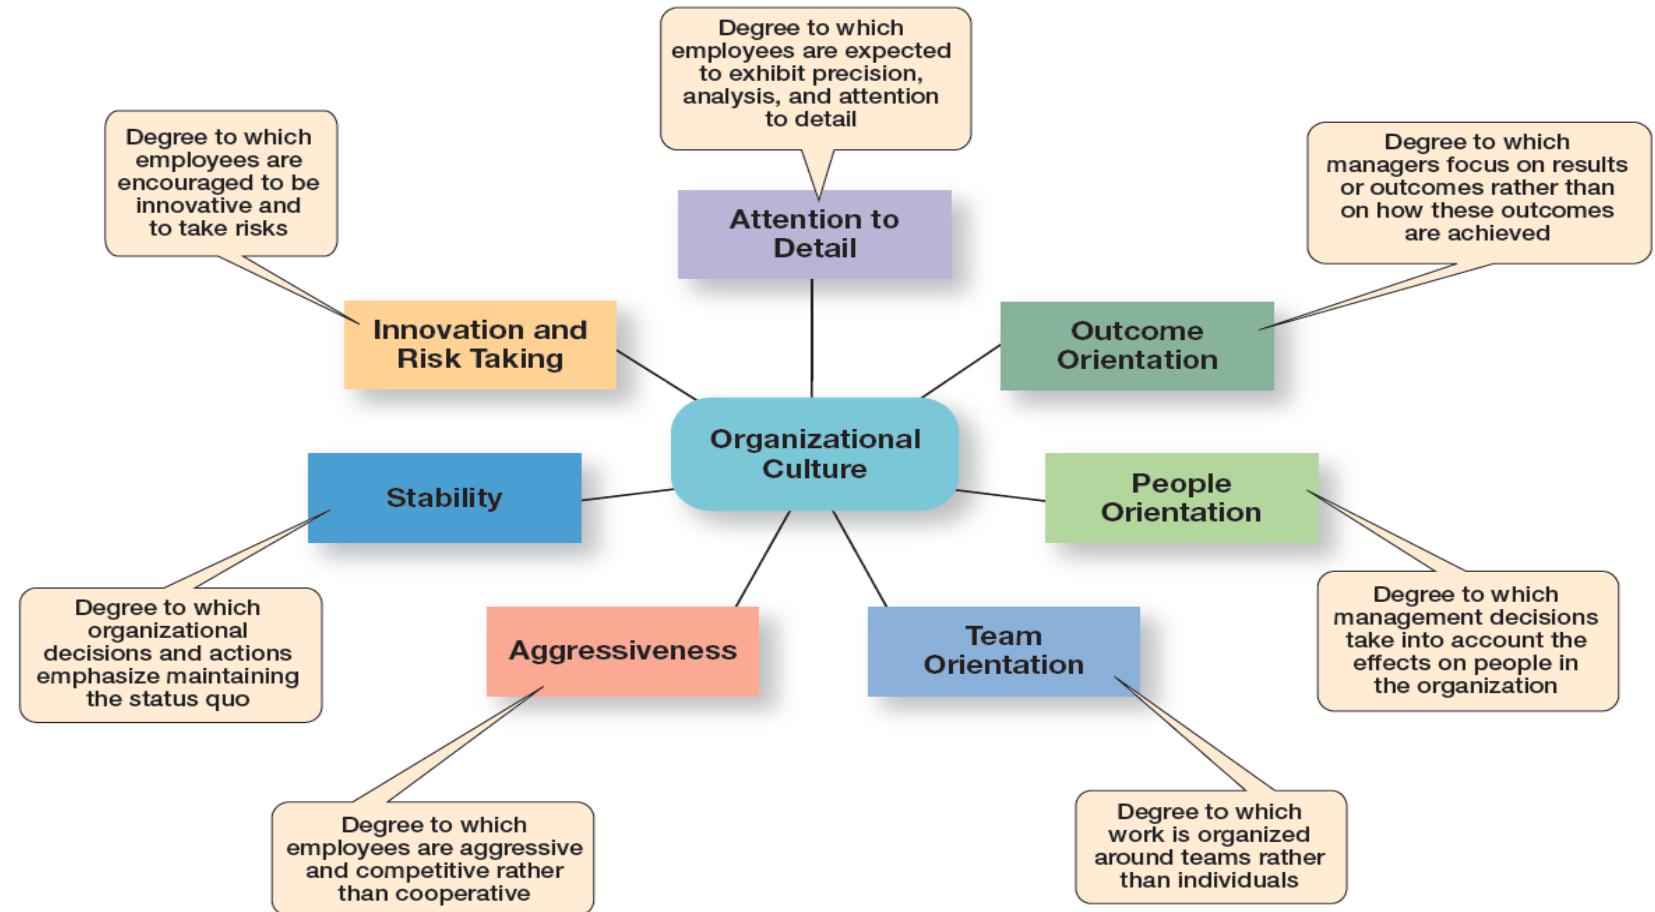 Degree to which
employees are expected
to exhibit precision,
analysis, and attention
to detail
Attention to
Detail
Degree to which
employees are
encouraged to be
innovative and
to take risks
Innovation and
Risk Taking
Degree to which
managers focus on results
or outcomes rather than
on how these outcomes
are achieved
Outcome
Orientation
Organizational
Culture
Stability
Degree to which
organizational
decisions and actions
emphasize maintaining
the status quo
People
Orientation
Degree to which
management decisions
take into account the
effects on people in
the organization
Aggressiveness
Degree to which
employees are aggressive
and competitive rather
than cooperative
Team
Orientation
Degree to which
work is organized
around teams rather
than individuals